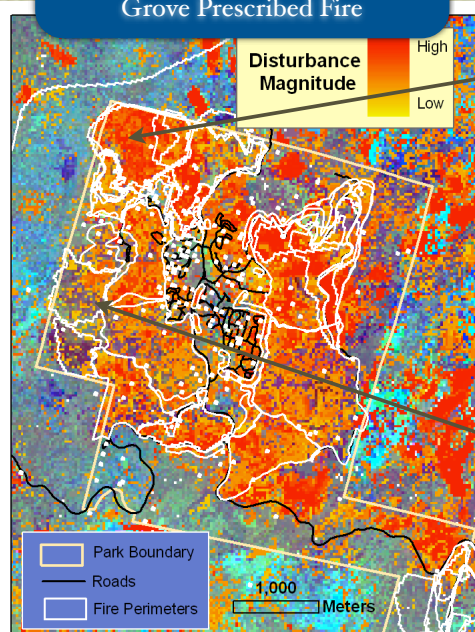 Grove Prescribed Fire
Disturbance
Magnitude
High
Low
Park Boundary
Roads
Fire Perimeters
1,000
Meters